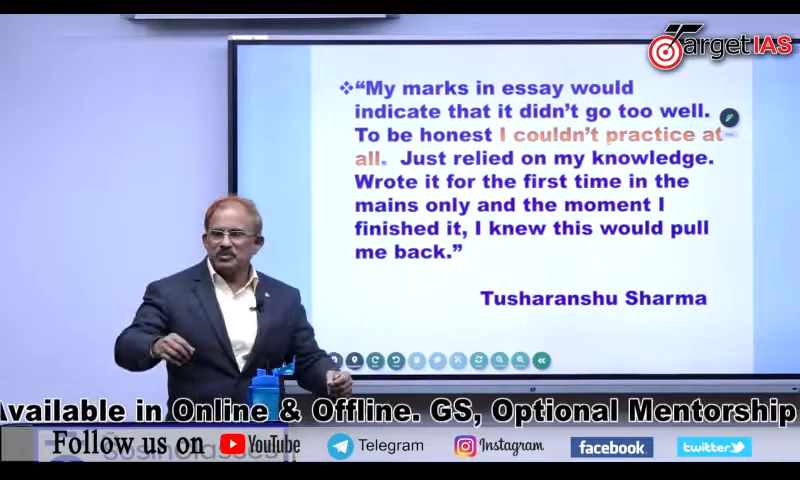 TargetIAS
❖“My marks in essay would
indicate that it didn’t go too well.
To be honest I couldn’t practice at
all. Just relied on my knowledge.
Wrote it for the first time in the
mains only and the moment I
finished it, I knew this would pull
me back.”
Tusharanshu Sharma
Available in Online & Offline. GS, Optional Mentorship
Follow us on YouTube Telegram Instagram facebook twitter